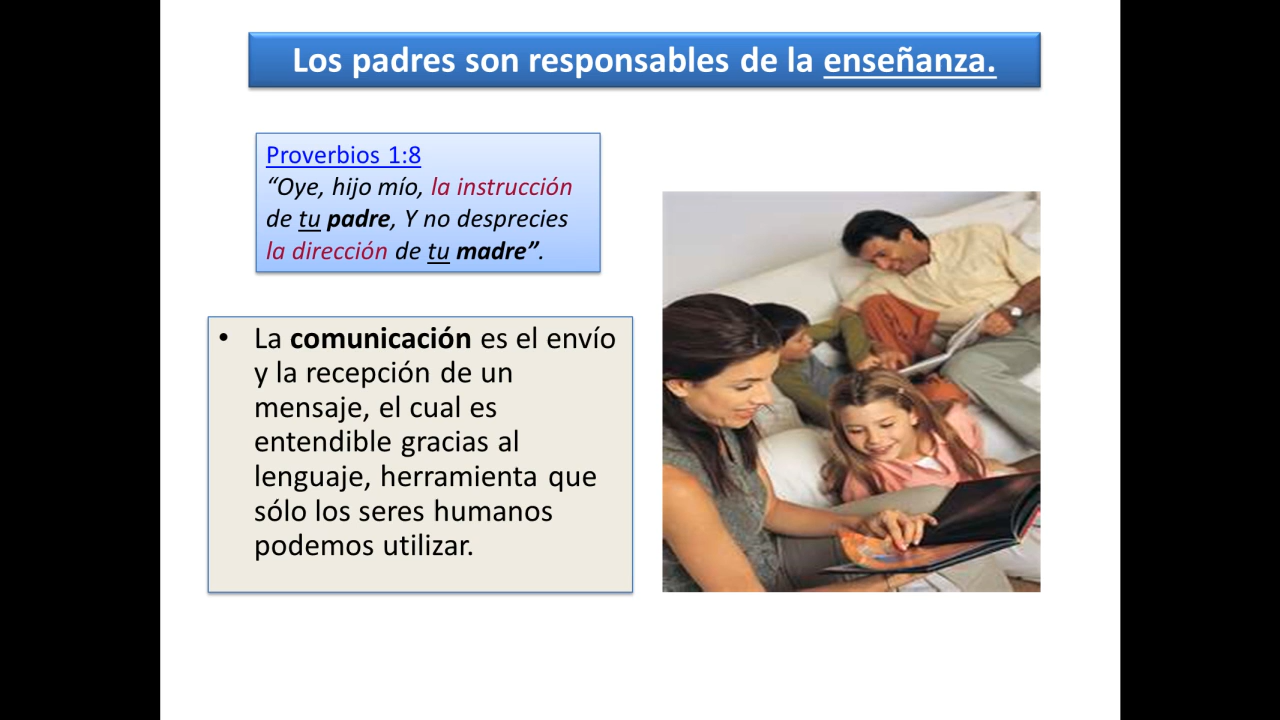 Los padres son responsables de la enseñanza.
Proverbios 1:8
“Oye, hijo mío, la instrucción
de tu padre, Y no desprecies
la dirección de tu madre”.
• La comunicación es el envío
y la recepción de un
mensaje, el cual es
entendible gracias al
lenguaje, herramienta que
sólo los seres humanos
podemos utilizar.